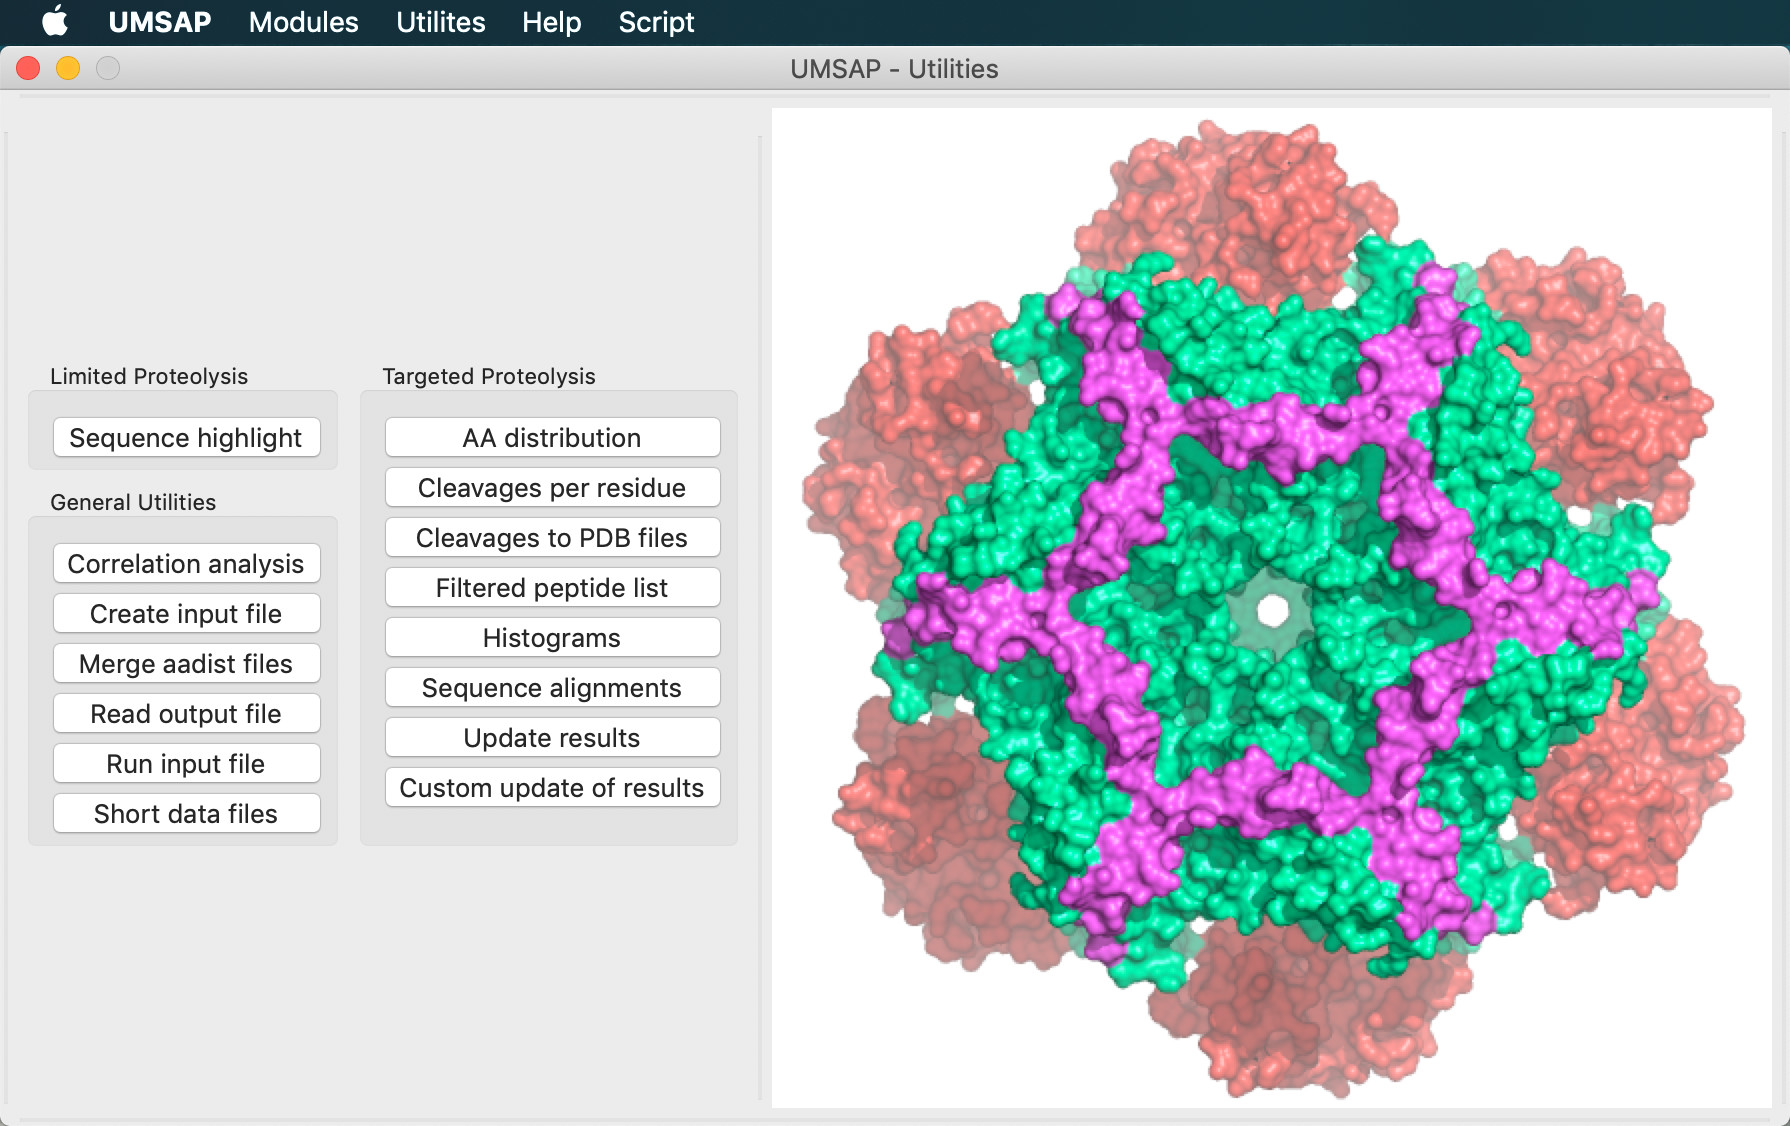 UMSAP Modules Utilites Help Script
UMSAP - Utilities
Limited Proteolysis
Sequence highlight
General Utilities
Correlation analysis
Create input file
Merge aadist files
Read output file
Run input file
Short data files
Targeted Proteolysis
AA distribution
Cleavages per residue
Cleavages to PDB files
Filtered peptide list
Histograms
Sequence alignments
Update results
Custom update of results